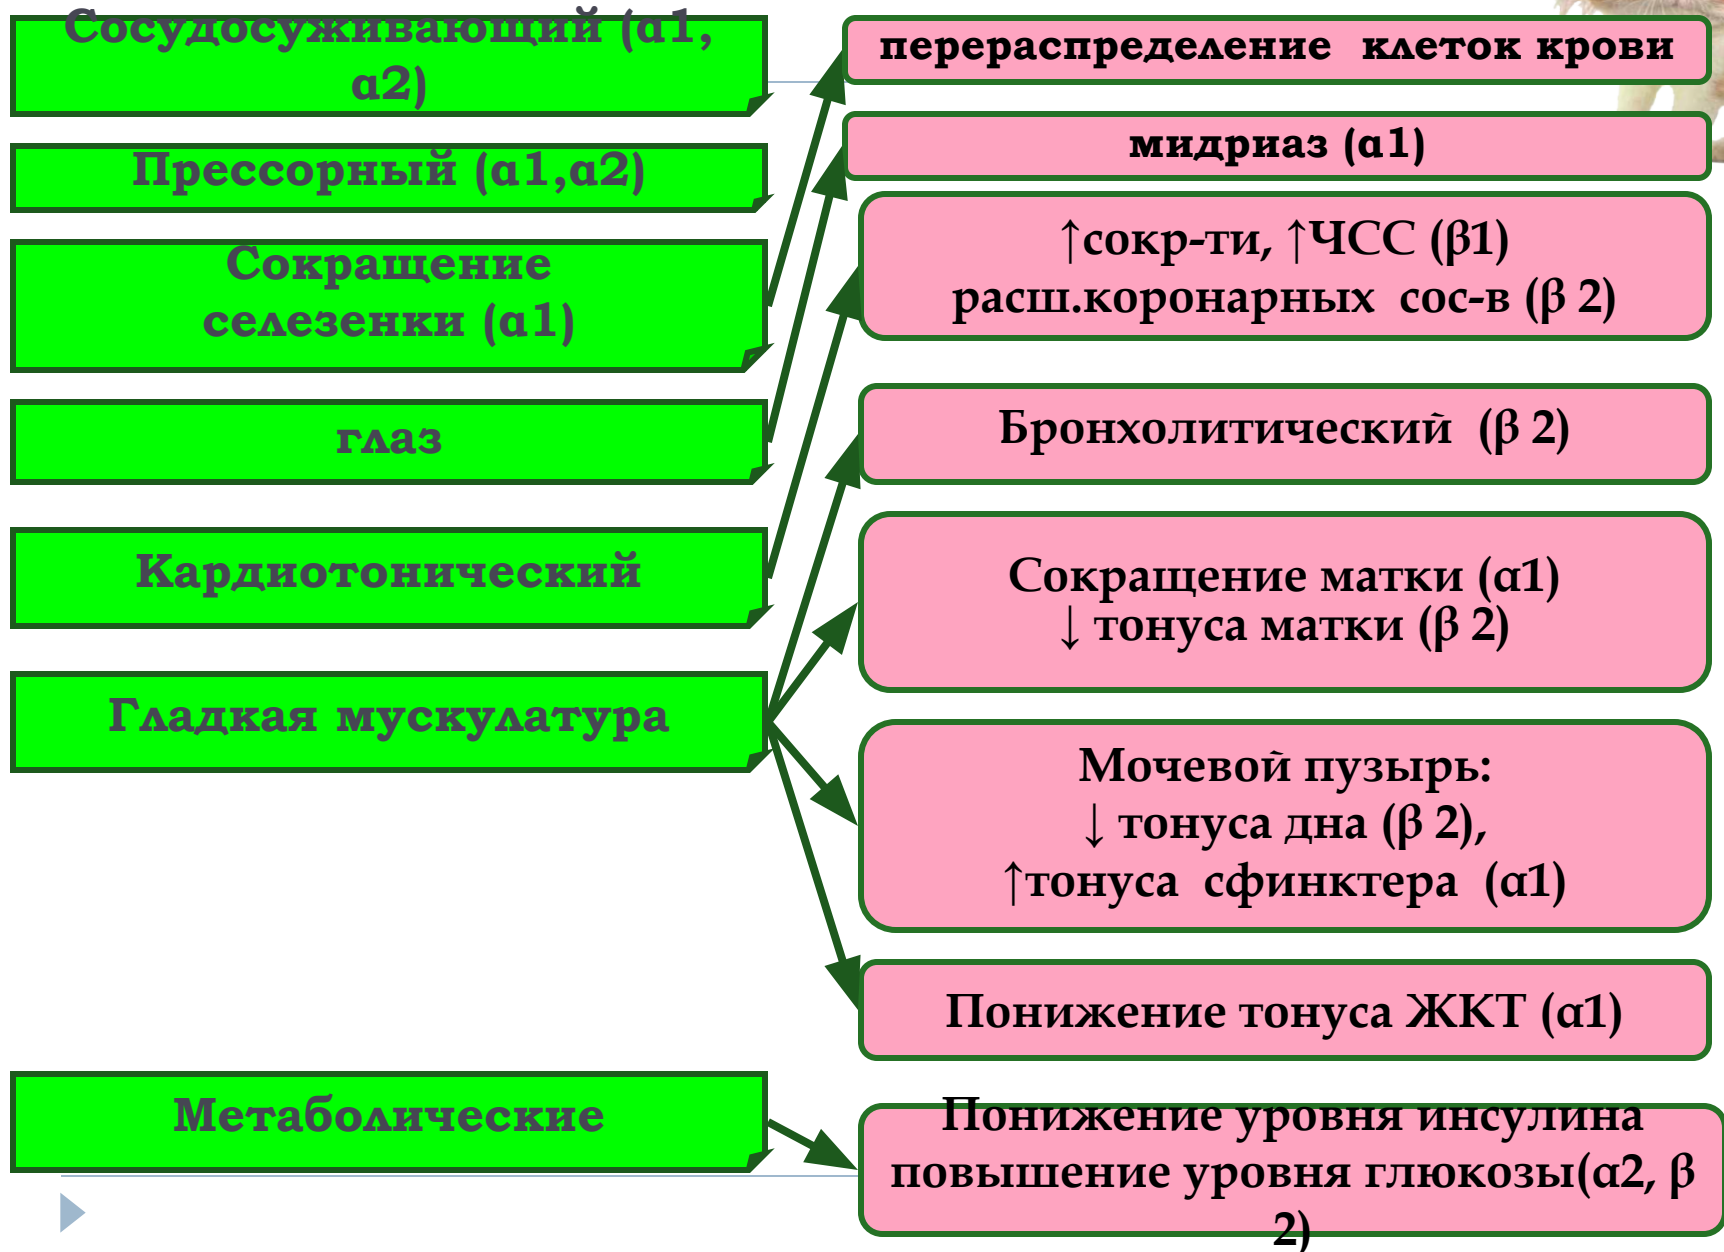 Сосудосуживающий (α1,
α2)
Прессорный (α1,α2)
Сокращение
селезенки (α1)
глаз
Кардиотонический
Гладкая мускулатура
Метаболические
перераспределение клеток крови
мидриаз (α1)
↑сокр-ти, ↑ЧСС (β1)
расш.коронарных сос-в (β 2)
Бронхолитический (β 2)
Сокращение матки (α1)
↓ тонуса матки (β 2)
Мочевой пузырь:
↓ тонуса дна (β 2),
↑тонуса сфинктера (α1)
Понижение тонуса ЖКТ (α1)
Понижение уровня инсулина
повышение уровня глюкозы(α2, β
2)